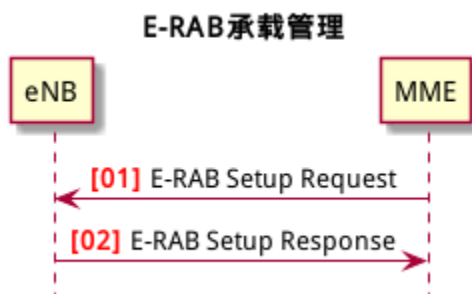 E-RAB承载管理
eNB
MME
[01] E-RAB Setup Request
[02] E-RAB Setup Response